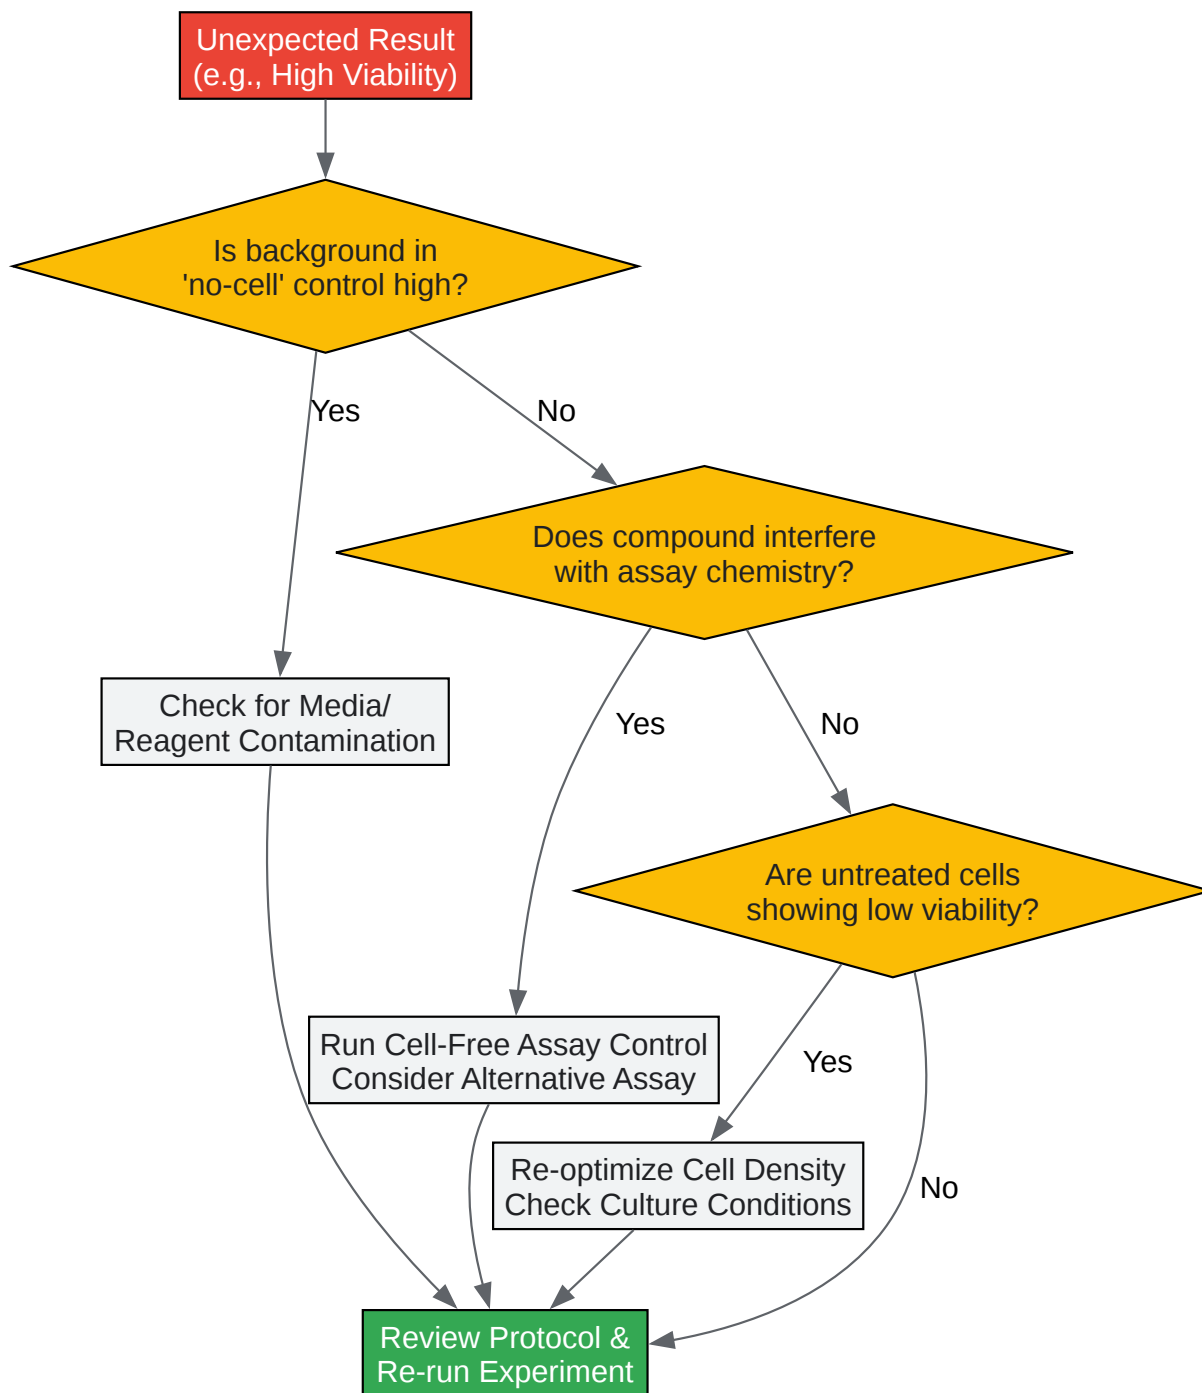 Unexpected Result
(e.g., High Viability)
Is background in
'no-cell' control high?
Yes
No
Does compound interfere
with assay chemistry?
Check for Media/
Reagent Contamination
Yes
No
Are untreated cells
showing low viability?
Run Cell-Free Assay Control
Consider Alternative Assay
Yes
Re-optimize Cell Density
Check Culture Conditions
No
Review Protocol &
Re-run Experiment